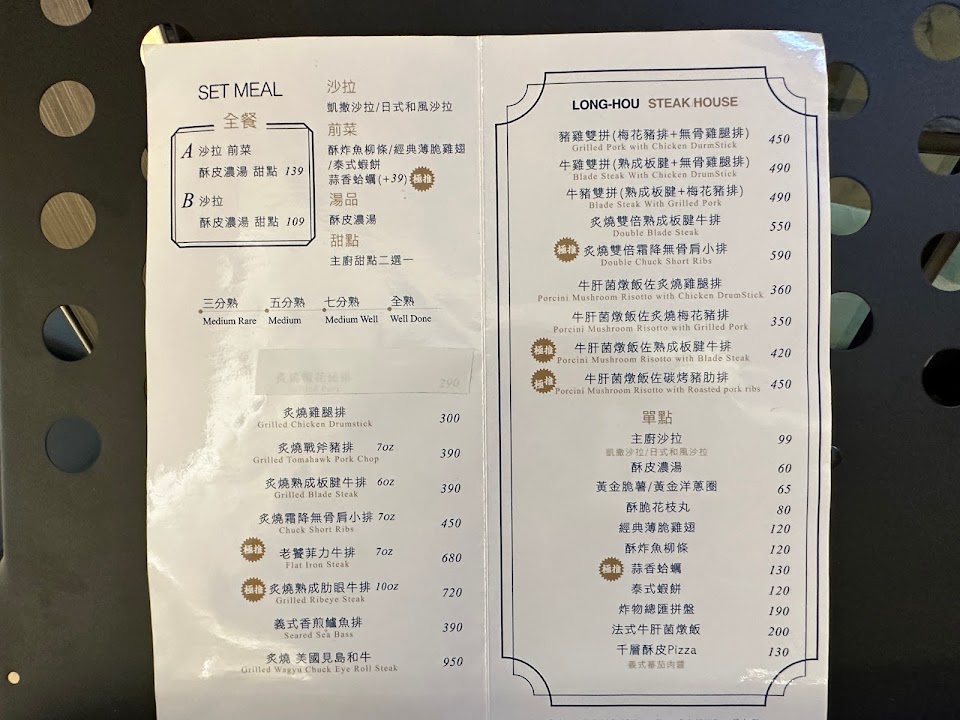 SET MEAL
全餐
A 沙拉 前菜
酥皮濃湯 甜點 139
B 沙拉
酥皮濃湯 甜點 109
沙拉
凱撒沙拉/日式和風沙拉
前菜
酥炸魚柳條/經典薄脆雞翅
/泰式蝦餅
蒜香蛤蠣(+39) 極推
湯品
酥皮濃湯
甜點
主廚甜點二選一
三分熟 五分熟 七分熟 全熟
Medium Rare Medium Medium Well Well Done
290
炙燒雞腿排 300
Grilled Chicken Drumstick
炙燒戰斧豬排 7oz 390
Grilled Tomahawk Pork Chop
炙燒熟成板腱牛排 6oz 390
Grilled Blade Steak
炙燒霜降無骨肩小排 7oz 450
Chuck Short Ribs
極推 老饕菲力牛排 7oz 680
Flat Iron Steak
極推 炙燒熟成肋眼牛排 10oz 720
Grilled Ribeye Steak
義式香煎鱸魚排 390
Seared Sea Bass
炙燒 美國見島和牛 950
Grilled Wagyu Chuck Eye Roll Steak
LONG-HOU STEAK HOUSE
豬雞雙拼(梅花豬排+無骨雞腿排) 450
Grilled Pork with Chicken DurmStick
牛雞雙拼(熟成板腱+無骨雞腿排) 490
Blade Steak With Chicken DrumStick
牛豬雙拼(熟成板腱+梅花豬排) 490
Blade Steak With Grilled Pork
炙燒雙倍熟成板腱牛排 550
Double Blade Steak
極推 炙燒雙倍霜降無骨肩小排 590
Double Chuck Short Ribs
牛肝菌燉飯佐炙燒雞腿排 360
Porcini Mushroom Risotto with Chicken DrumStick
牛肝菌燉飯佐炙燒梅花豬排 350
Porcini Mushroom Risotto with Grilled Pork
極推 牛肝菌燉飯佐熟成板腱牛排 420
Porcini Mushroom Risotto with Blade Steak
極推 牛肝菌燉飯佐碳烤豬肋排 450
Porcini Mushroom Risotto with Roasted pork ribs
單點
主廚沙拉 99
凱撒沙拉/日式和風沙拉
酥皮濃湯 60
黃金脆薯/黃金洋蔥圈 65
酥脆花枝丸 80
經典薄脆雞翅 120
酥炸魚柳條 120
極推 蒜香蛤蠣 130
泰式蝦餅 120
炸物總匯拼盤 190
法式牛肝菌燉飯 200
千層酥皮Pizza 130
義式蕃茄肉醬